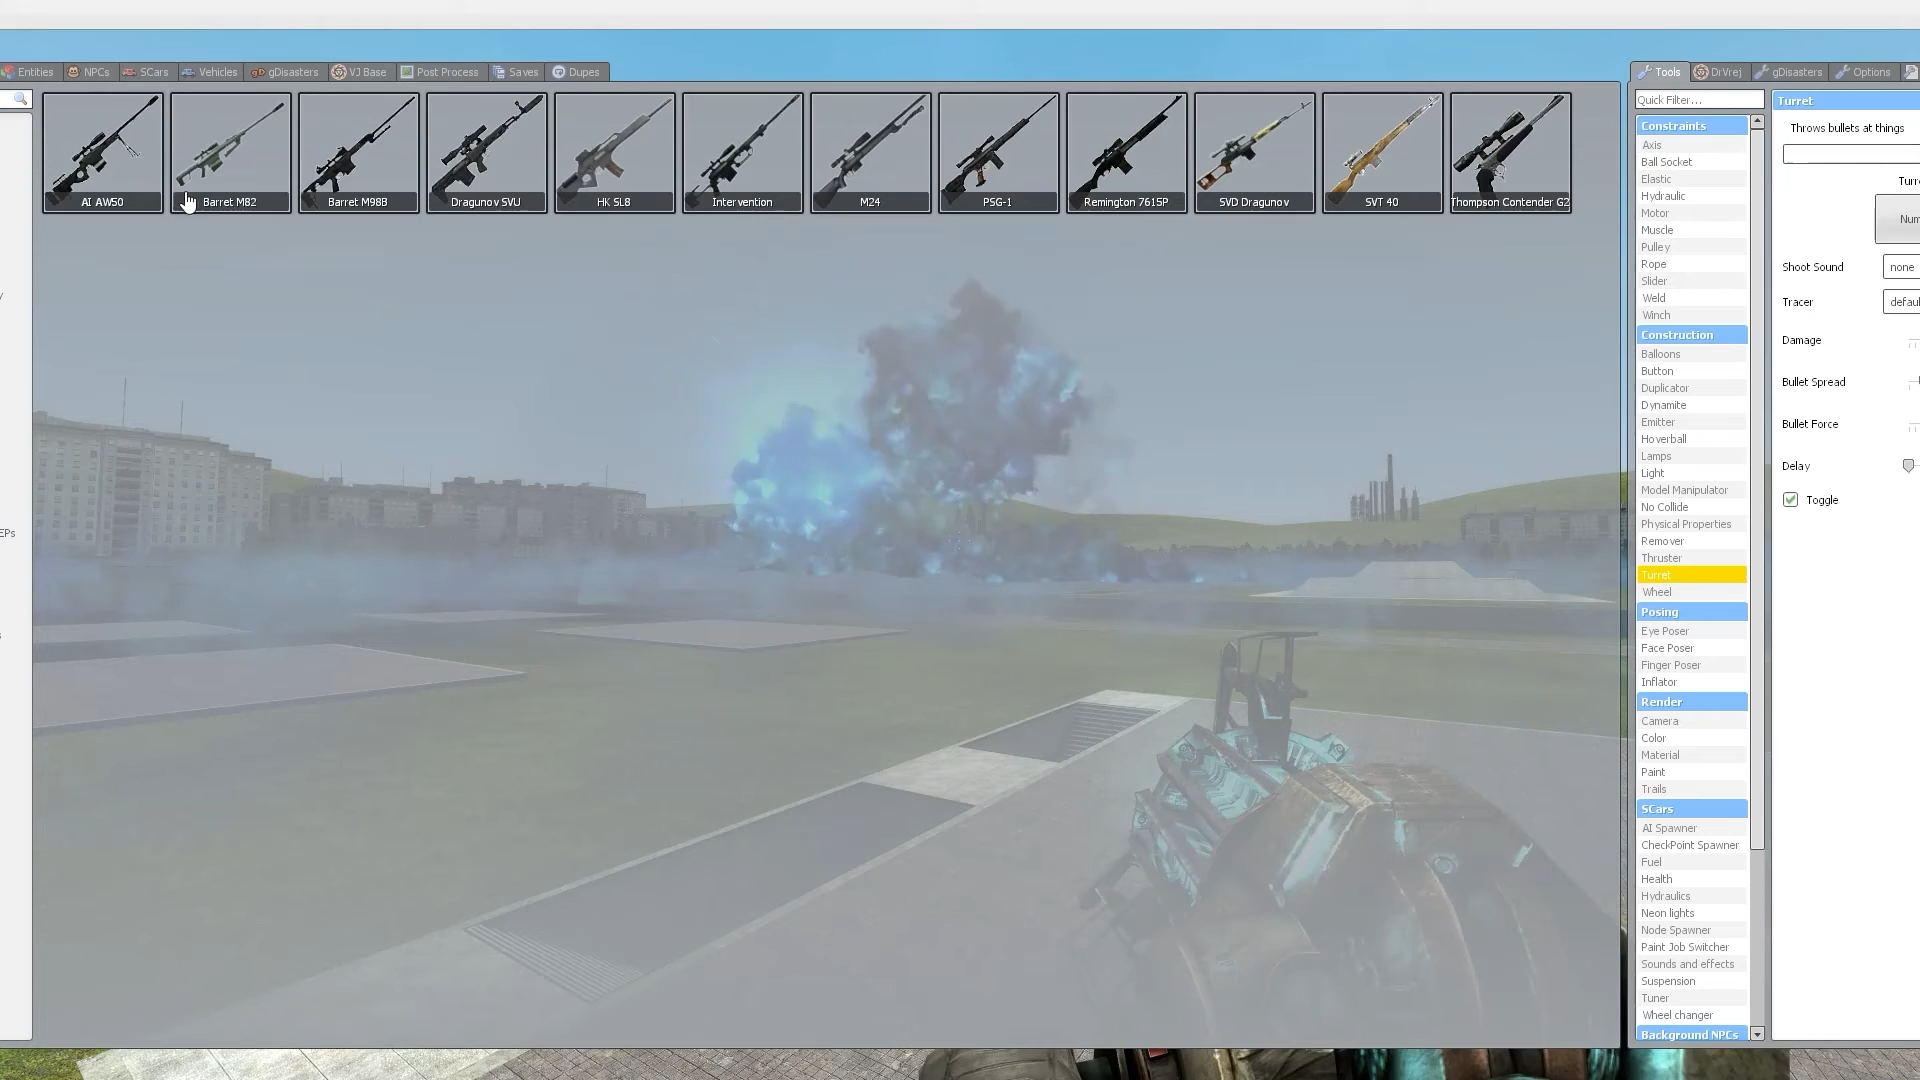 Entities NPCs SCars Vehicles gDisasters VJ Base Post Process Saves Dupes
Tools DrVrej gDisasters Options
AI AW50
Barret M82
Barret M98B
Dragunov SVU
HK SL8
Intervention
M24
PSG-1
Remington 7615P
SVD Dragunov
SVT 40
Thompson Contender G2
EPs
Quick Filter...
Constraints
Axis
Ball Socket
Elastic
Hydraulic
Motor
Muscle
Pulley
Rope
Slider
Weld
Winch
Construction
Balloons
Button
Duplicator
Dynamite
Emitter
Hoverball
Lamps
Light
Model Manipulator
No Collide
Physical Properties
Remover
Thruster
Turret
Wheel
Posing
Eye Poser
Face Poser
Finger Poser
Inflator
Render
Camera
Color
Material
Paint
Trails
SCars
AI Spawner
CheckPoint Spawner
Fuel
Health
Hydraulics
Neon lights
Node Spawner
Paint Job Switcher
Sounds and effects
Suspension
Tuner
Wheel changer
Background NPCs
Turret
Throws bullets at things
Turre
Num
Shoot Sound none
Tracer defaul
Damage
Bullet Spread
Bullet Force
Delay
Toggle